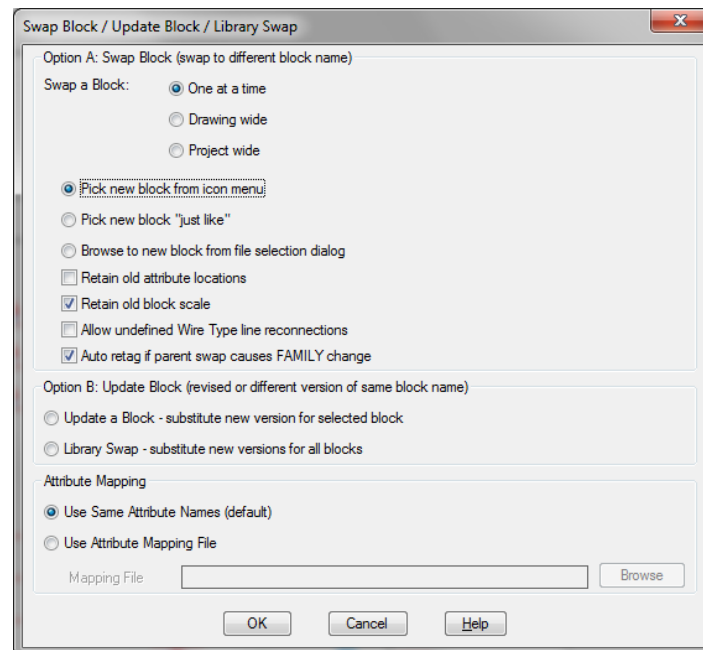 Swap Block / Update Block / Library Swap
Option A: Swap Block (swap to different block name)
Swap a Block:
One at a time
Drawing wide
Project wide
Pick new block from icon menu
Pick new block "just like"
Browse to new block from file selection dialog
Retain old attribute locations
Retain old block scale
Allow undefined Wire Type line reconnections
Auto retag if parent swap causes FAMILY change
Option B: Update Block (revised or different version of same block name)
Update a Block - substitute new version for selected block
Library Swap - substitute new versions for all blocks
Attribute Mapping
Use Same Attribute Names (default)
Use Attribute Mapping File
Mapping File
Browse
OK
Cancel
Help